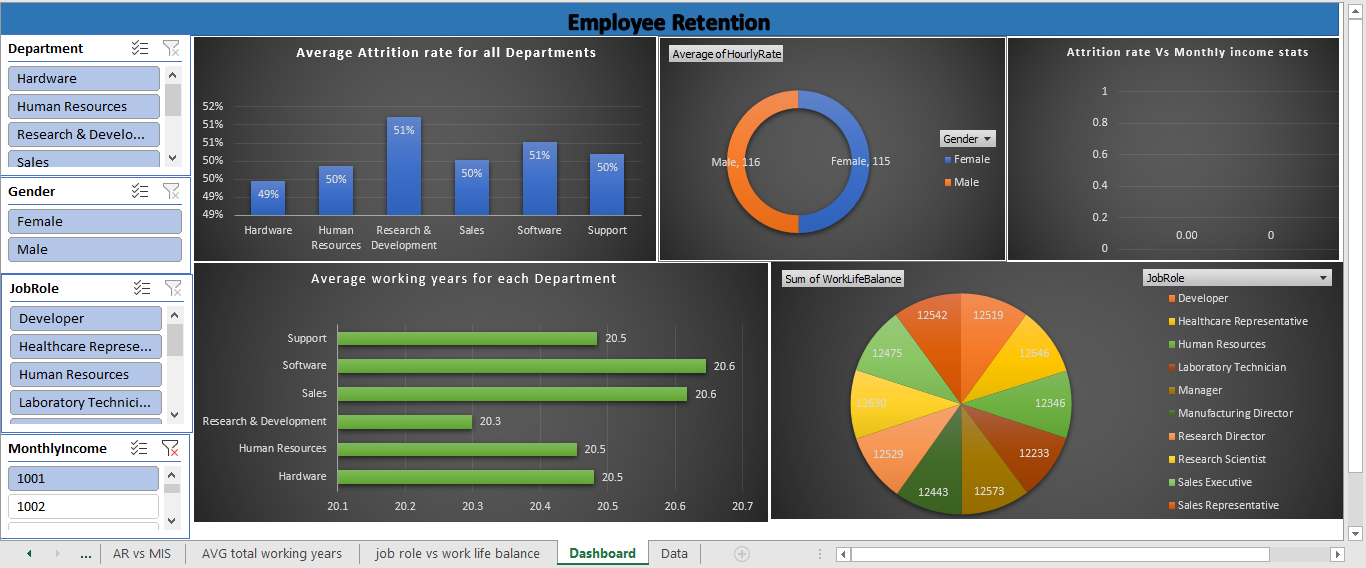 Employee Retention
Department
Hardware
Human Resources
Research & Develo...
Sales
Gender
Female
Male
JobRole
Developer
Healthcare Represe...
Human Resources
Laboratory Technici...
MonthlyIncome
1001
1002
Average Attrition rate for all Departments
52%
51%
51%
50%
50%
49%
49%
49%
50%
51%
50%
51%
50%
Hardware
Human
Resources
Research &
Development
Sales
Software
Support
Average of HourlyRate
Male, 116
Female, 115
Gender
Female
Male
Attrition rate Vs Monthly income stats
1
0.8
0.6
0.4
0.2
0
0.00
0
Average working years for each Department
Support
20.5
Software
20.6
Sales
20.6
Research & Development
20.3
Human Resources
20.5
Hardware
20.5
20.1
20.2
20.3
20.4
20.5
20.6
20.7
Sum of WorkLifeBalance
12542
12519
12475
12646
12630
12346
12529
12233
12443
12573
JobRole
Developer
Healthcare Representative
Human Resources
Laboratory Technician
Manager
Manufacturing Director
Research Director
Research Scientist
Sales Executive
Sales Representative
...
AR vs MIS
AVG total working years
job role vs work life balance
Dashboard
Data